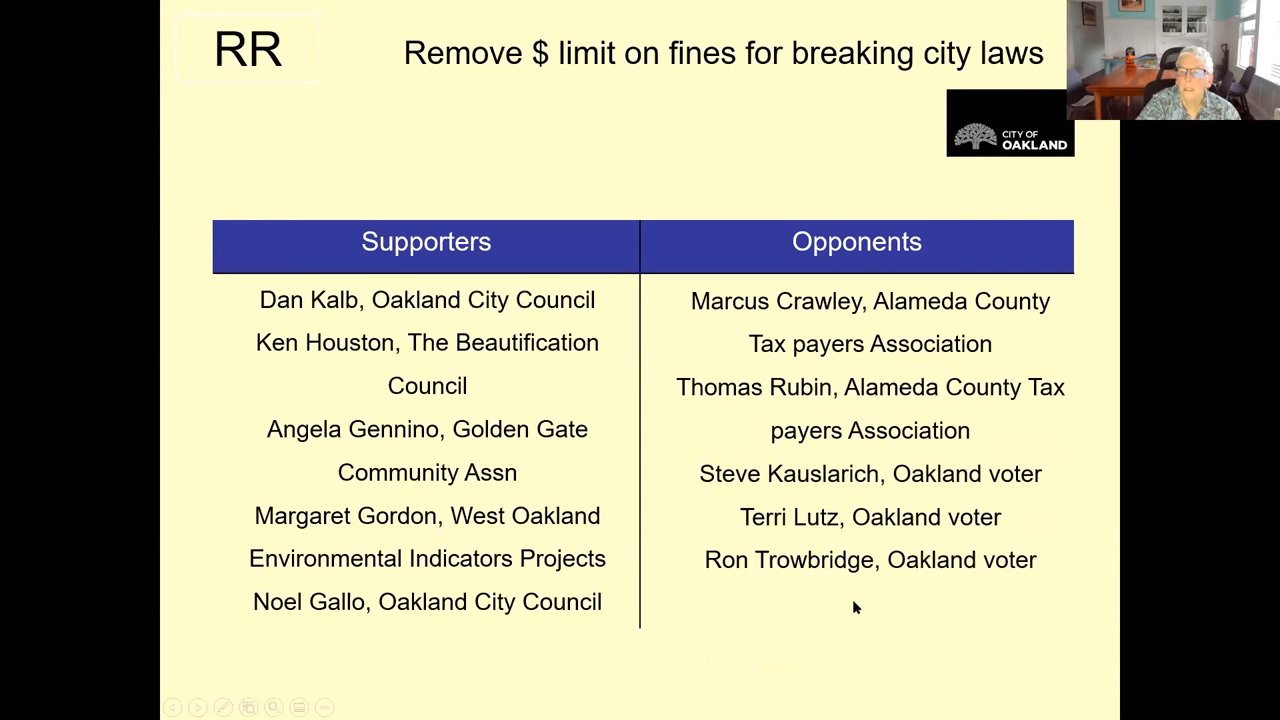 RR
Remove $ limit on fines for breaking city laws
CITY OF
OAKLAND
Supporters
Opponents
Dan Kalb, Oakland City Council
Ken Houston, The Beautification
Council
Angela Gennino, Golden Gate
Community Assn
Margaret Gordon, West Oakland
Environmental Indicators Projects
Noel Gallo, Oakland City Council
Marcus Crawley, Alameda County
Tax payers Association
Thomas Rubin, Alameda County Tax
payers Association
Steve Kauslarich, Oakland voter
Terri Lutz, Oakland voter
Ron Trowbridge, Oakland voter